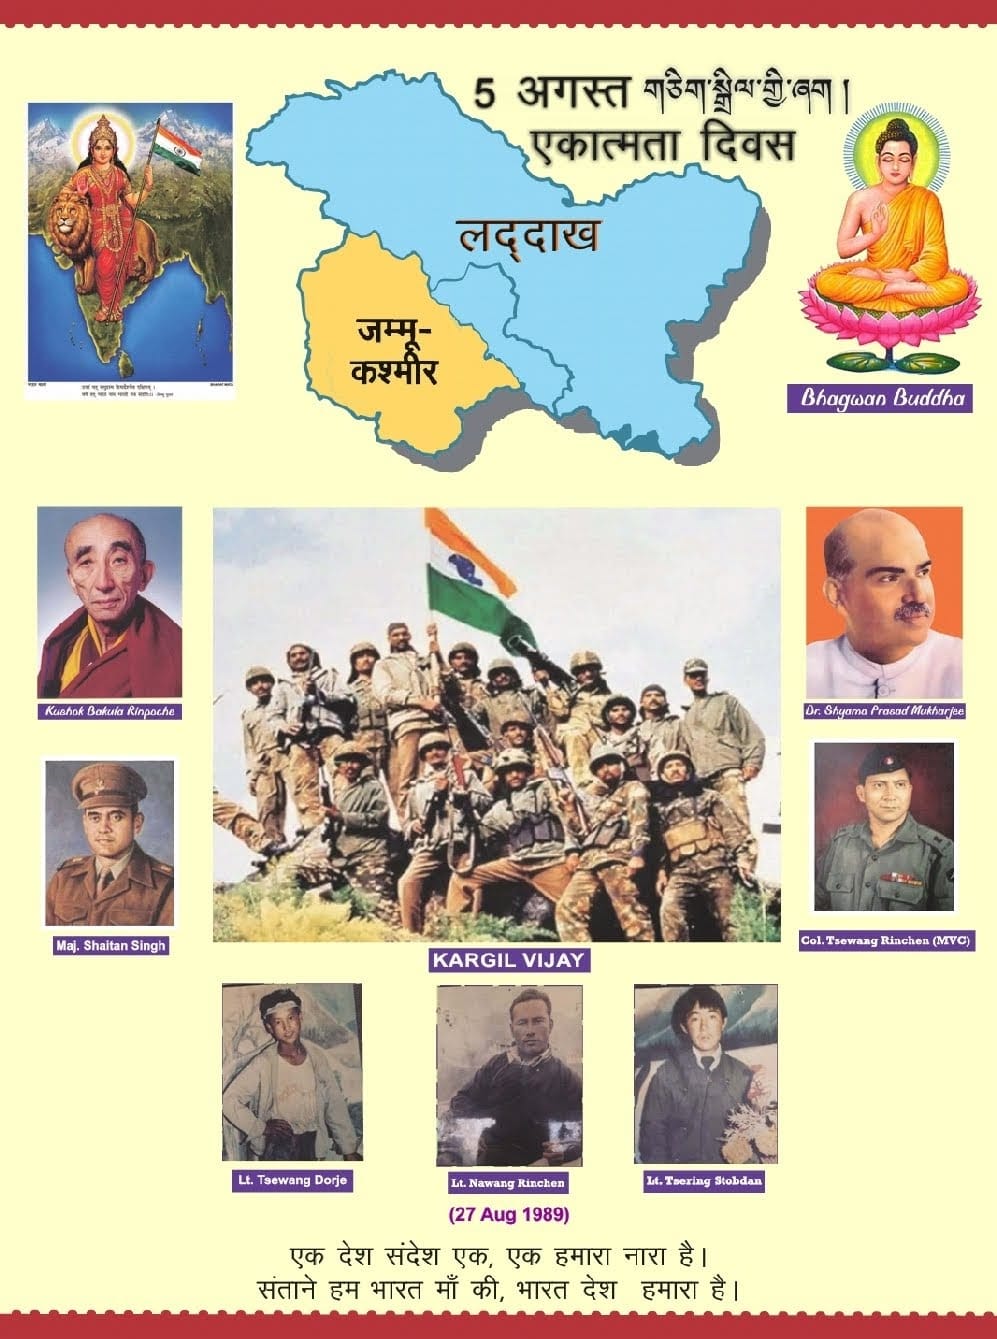 5 अगस्त གཅིག་སྒྲིལ་གྱི་ཞག །
एकात्मता दिवस
लद्दाख
जम्मू-
कश्मीर
BHARAT MATA
Bhagwan Buddha
Kushok Bakula Rinpoche
Dr. Shyama Prasad Mukharjee
Maj. Shaitan Singh
Col. Tsewang Rinchen (MVC)
KARGIL VIJAY
Lt. Tsewang Dorje
Lt. Nawang Rinchen
Lt. Tsering Stobdan
(27 Aug 1989)
एक देश संदेश एक, एक हमारा नारा है।
संताने हम भारत माँ की, भारत देश हमारा है।